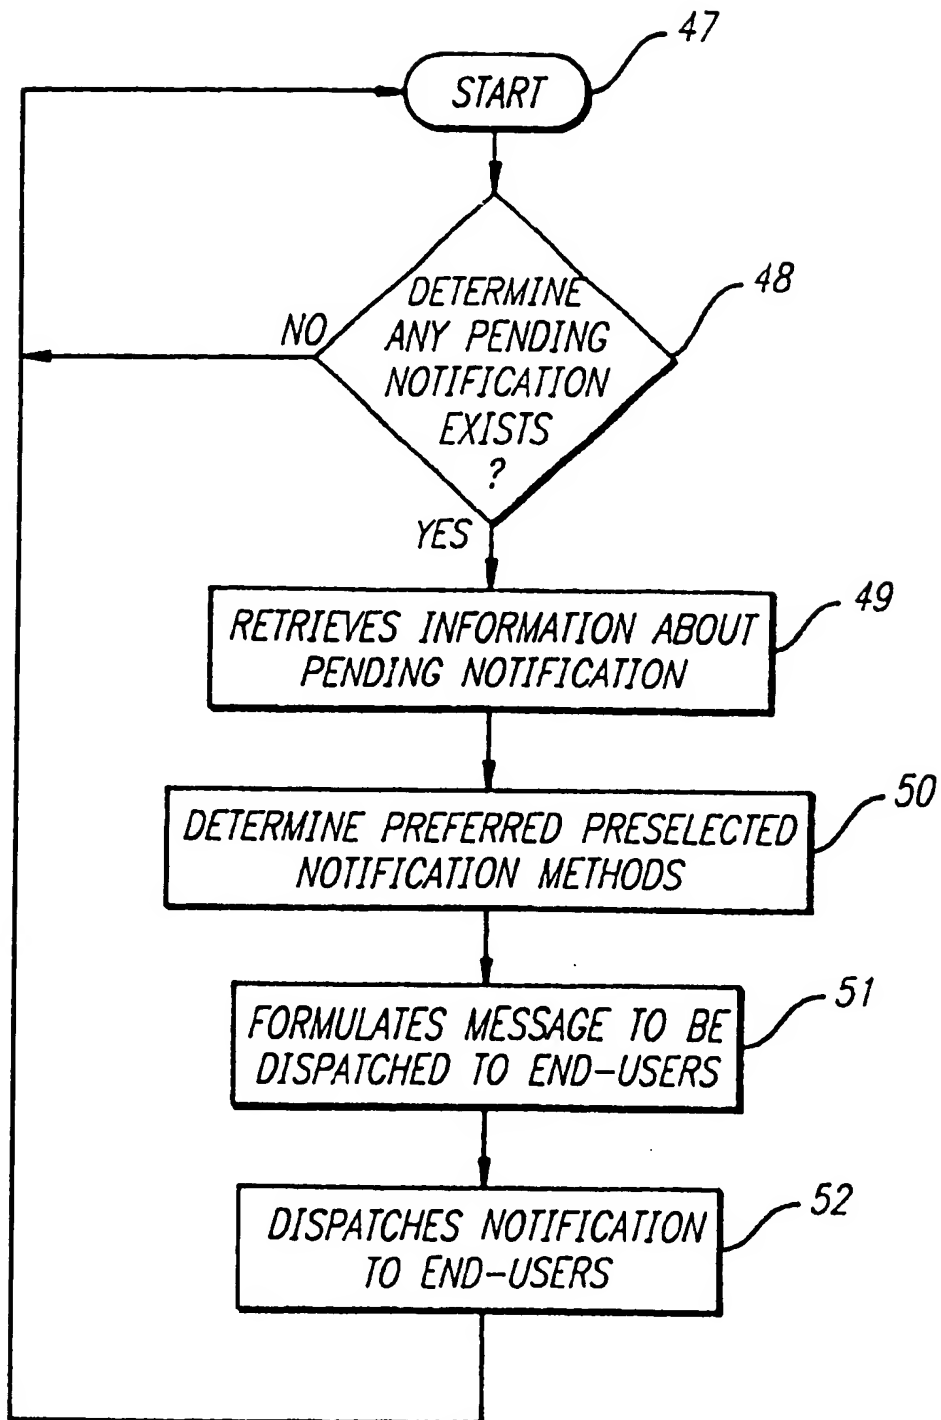 47
START
48
DETERMINE
ANY PENDING
NOTIFICATION
EXISTS
?
NO
YES
49
RETRIEVES INFORMATION ABOUT
PENDING NOTIFICATION
50
DETERMINE PREFERRED PRESELECTED
NOTIFICATION METHODS
51
FORMULATES MESSAGE TO BE
DISPATCHED TO END-USERS
52
DISPATCHES NOTIFICATION
TO END-USERS